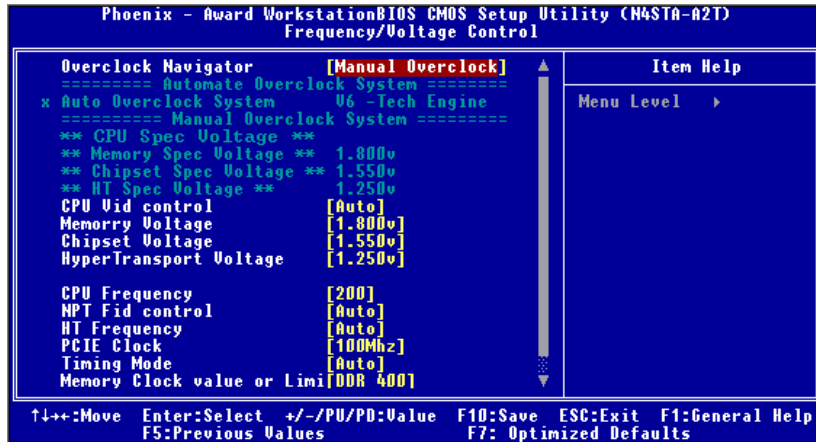 Phoenix - Award WorkstationBIOS CMOS Setup Utility (N4STA-A2T)
Frequency/Voltage Control
Overclock Navigator [Manual Overclock]
========= Automate Overclock System =========
x Auto Overclock System V6 -Tech Engine
========== Manual Overclock System =========
** CPU Spec Voltage **
** Memory Spec Voltage ** 1.800v
** Chipset Spec Voltage ** 1.550v
** HT Spec Voltage ** 1.250v
CPU Vid control [Auto]
Memorry Voltage [1.800v]
Chipset Voltage [1.550v]
HyperTransport Voltage [1.250v]
CPU Frequency [200]
NPT Fid control [Auto]
HT Frequency [Auto]
PCIE Clock [100Mhz]
Timing Mode [Auto]
Memory Clock value or Limi[DDR 400]
Item Help
Menu Level ▸
↑↓→←:Move Enter:Select +/-/PU/PD:Value F10:Save ESC:Exit F1:General Help
F5:Previous Values F7: Optimized Defaults